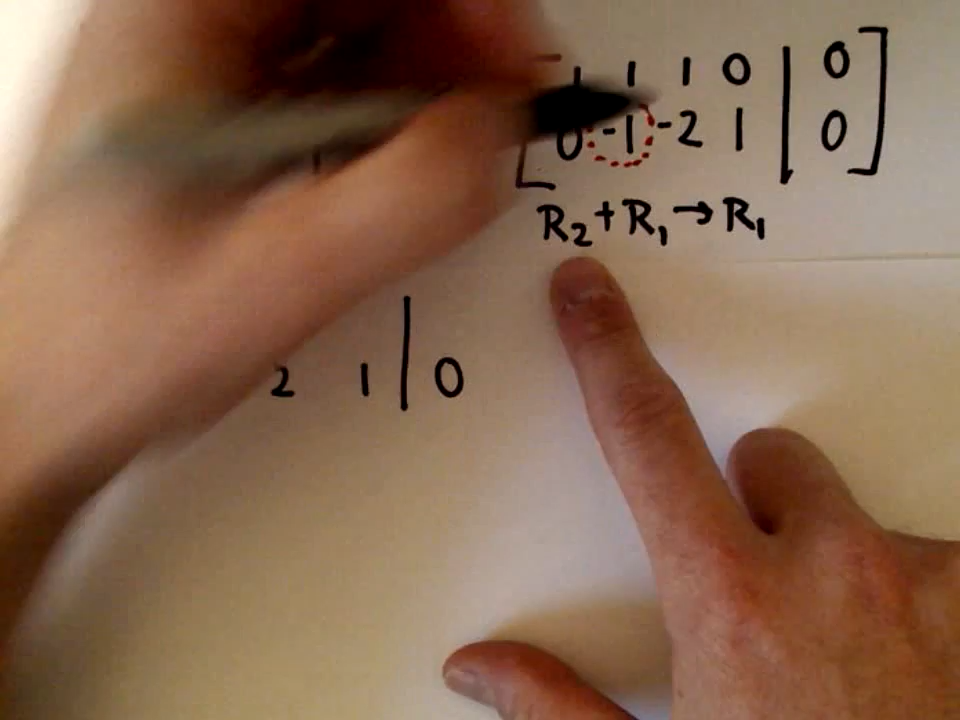 1 1 1 0 | 0
0 -1 -2 1 | 0
R₂ + R₁ → R₁
2 1 | 0